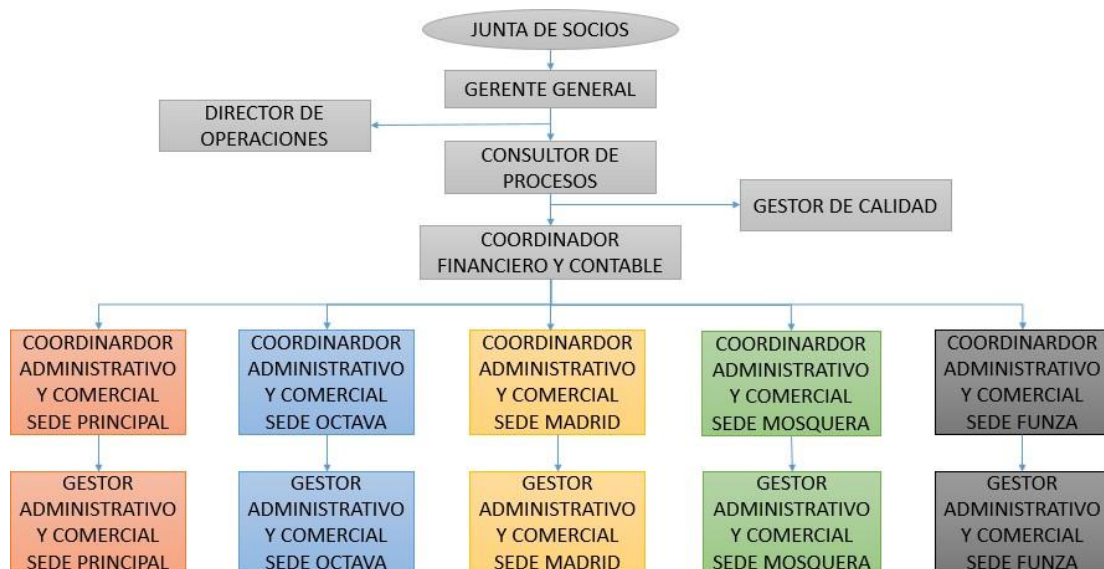 JUNTA DE SOCIOS
GERENTE GENERAL
DIRECTOR DE
OPERACIONES
CONSULTOR DE
PROCESOS
GESTOR DE CALIDAD
COORDINADOR
FINANCIERO Y CONTABLE
COORDINARDOR
ADMINISTRATIVO
Y COMERCIAL
SEDE PRINCIPAL
COORDINARDOR
ADMINISTRATIVO
Y COMERCIAL
SEDE OCTAVA
COORDINARDOR
ADMINISTRATIVO
Y COMERCIAL
SEDE MADRID
COORDINARDOR
ADMINISTRATIVO
Y COMERCIAL
SEDE MOSQUERA
COORDINARDOR
ADMINISTRATIVO
Y COMERCIAL
SEDE FUNZA
GESTOR
ADMINISTRATIVO
Y COMERCIAL
SEDE PRINCIPAL
GESTOR
ADMINISTRATIVO
Y COMERCIAL
SEDE OCTAVA
GESTOR
ADMINISTRATIVO
Y COMERCIAL
SEDE MADRID
GESTOR
ADMINISTRATIVO
Y COMERCIAL
SEDE MOSQUERA
GESTOR
ADMINISTRATIVO
Y COMERCIAL
SEDE FUNZA